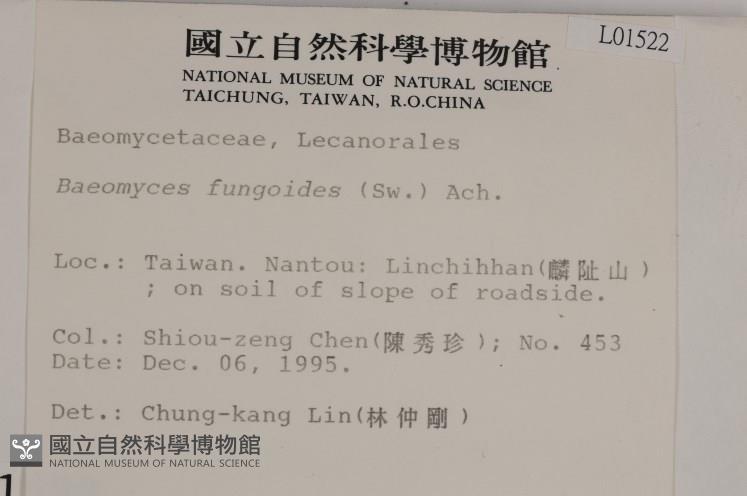 國立自然科學博物館
L01522
NATIONAL MUSEUM OF NATURAL SCIENCE
TAICHUNG, TAIWAN, R.O.CHINA
Baeomycetaceae, Lecanorales
Baeomyces fungoides (Sw.) Ach.
Loc.: Taiwan. Nantou: Linchihhan(麟趾山)
; on soil of slope of roadside.
Col.: Shiou-zeng Chen(陳秀珍); No. 453
Date: Dec. 06, 1995.
Det.: Chung-kang Lin(林仲剛)
國立自然科學博物館
NATIONAL MUSEUM OF NATURAL SCIENCE